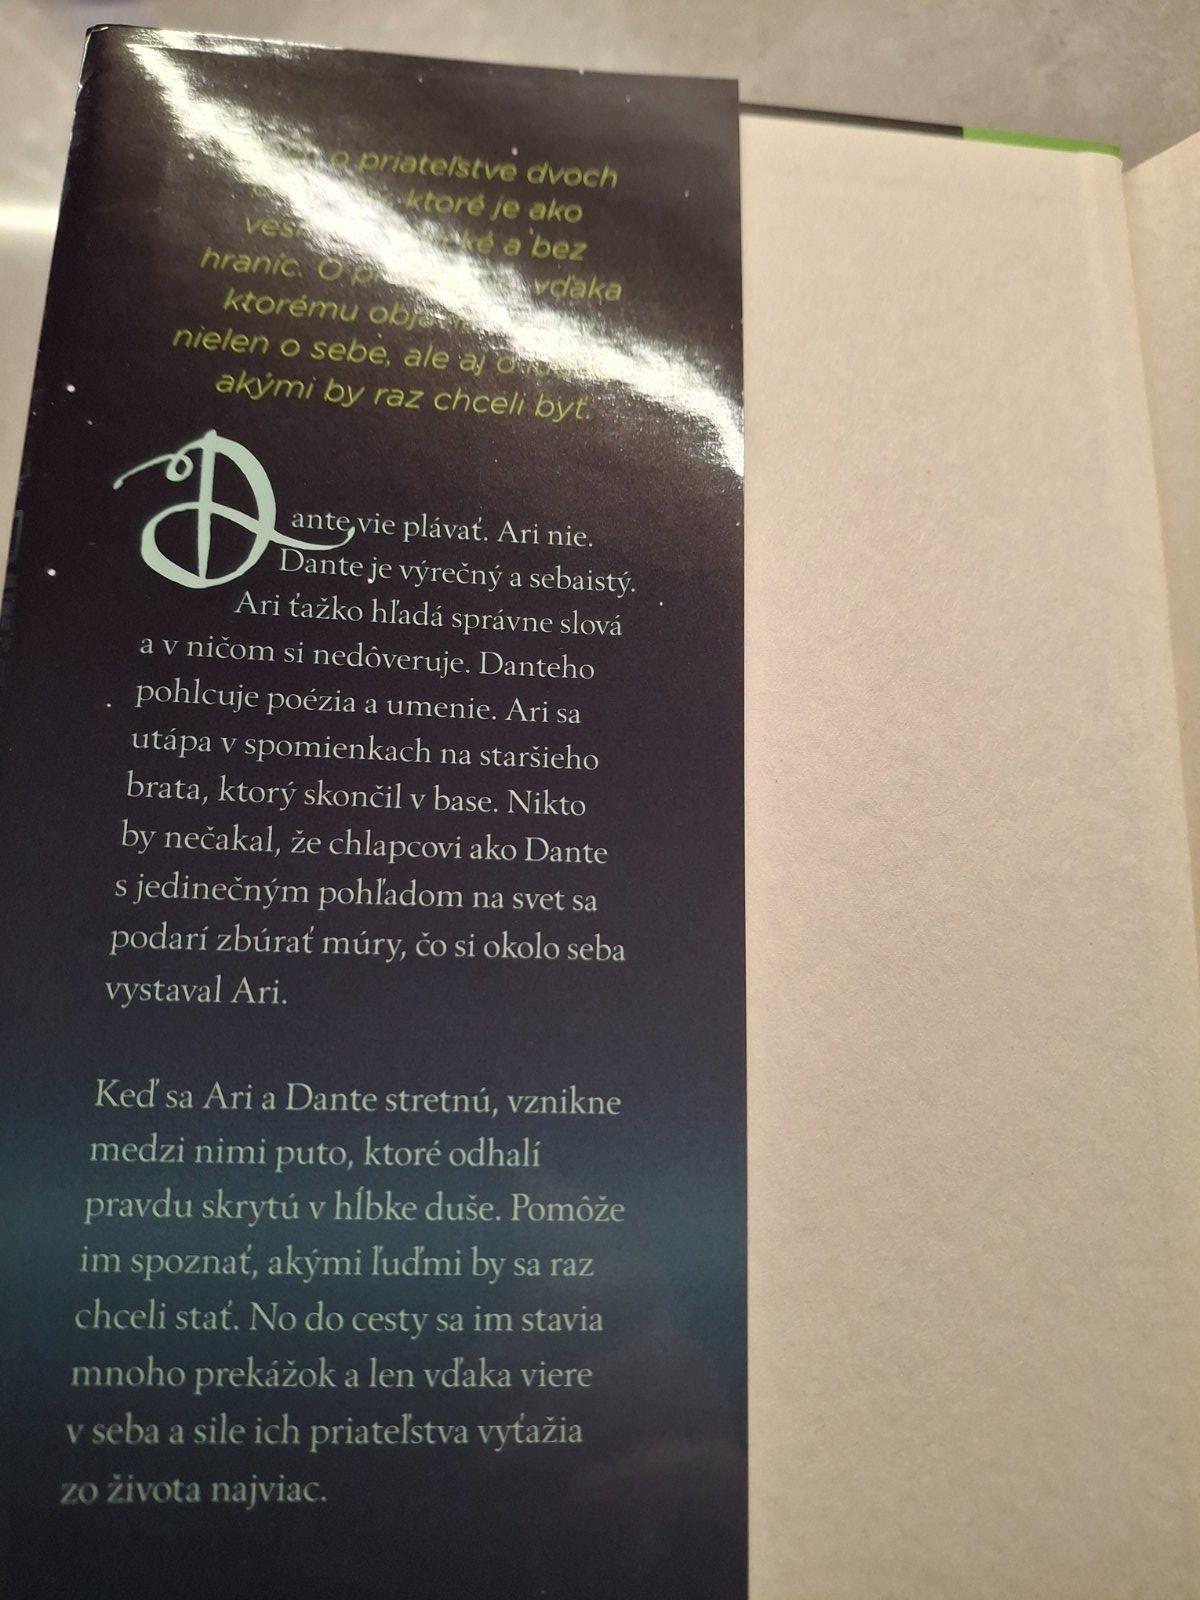 o priateľstve dvoch
ktoré je ako
a bez
hraníc. O vďaka
ktorému
nielen o sebe, ale aj o
akými by raz chceli byť.
Dante vie plávať. Ari nie.
Dante je výrečný a sebaistý.
Ari ťažko hľadá správne slová
a v ničom si nedôveruje. Danteho
pohlcuje poézia a umenie. Ari sa
utápa v spomienkach na staršieho
brata, ktorý skončil v base. Nikto
by nečakal, že chlapcovi ako Dante
s jedinečným pohľadom na svet sa
podarí zbúrať múry, čo si okolo seba
vystaval Ari.
Keď sa Ari a Dante stretnú, vznikne
medzi nimi puto, ktoré odhalí
pravdu skrytú v hĺbke duše. Pomôže
im spoznať, akými ľuďmi by sa raz
chceli stať. No do cesty sa im stavia
mnoho prekážok a len vďaka viere
v seba a sile ich priateľstva vyťažia
zo života najviac.